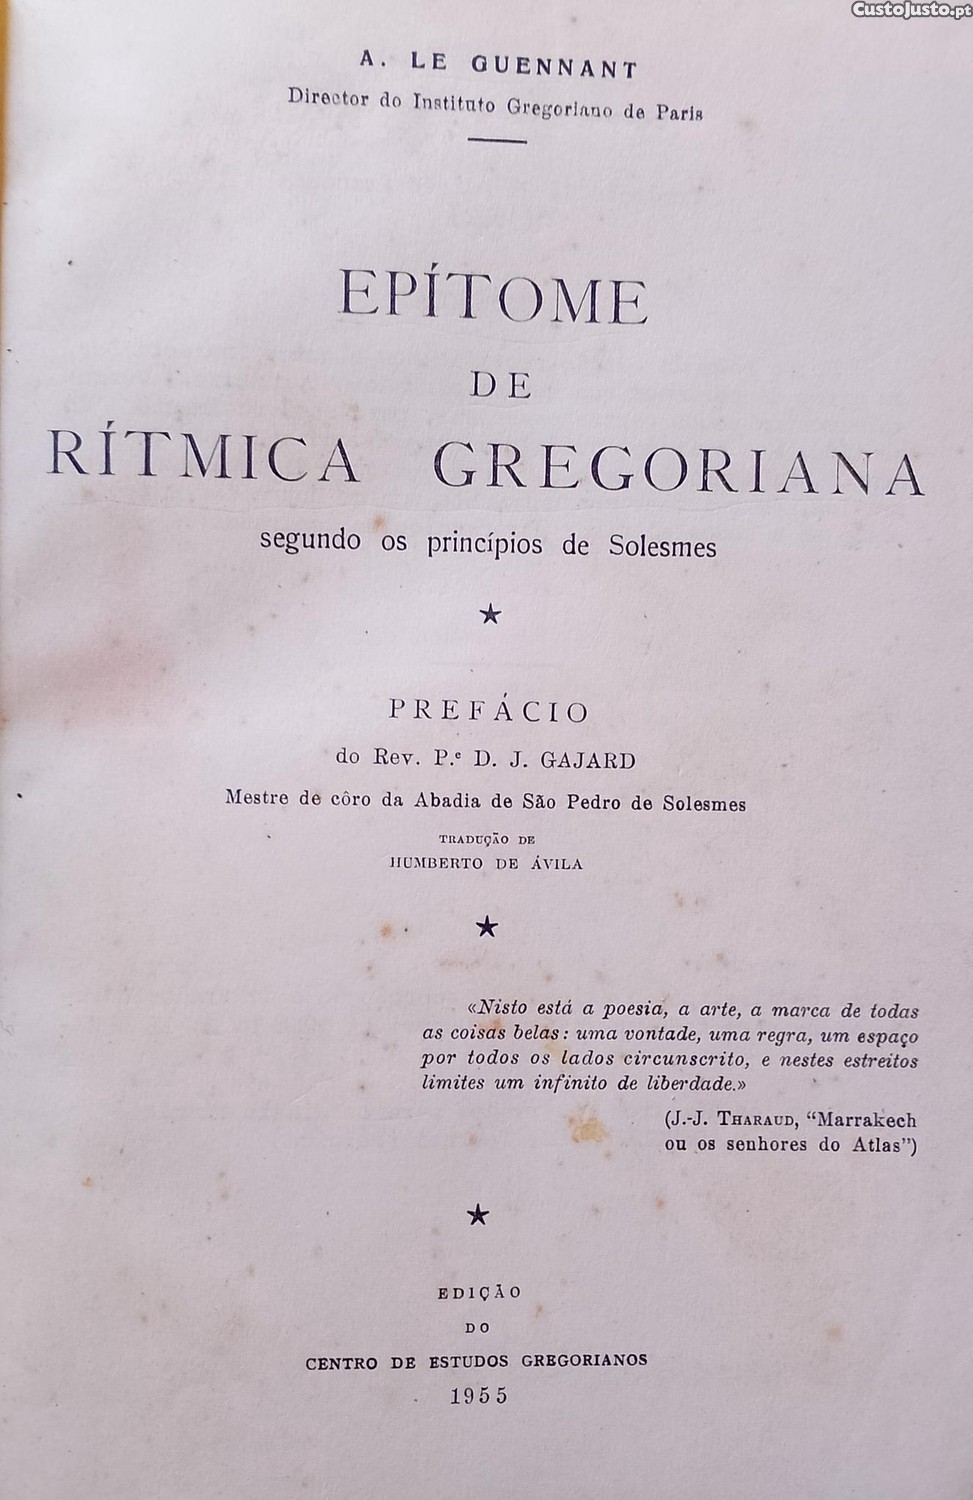 CustoJusto.pt
A. LE GUENNANT
Director do Instituto Gregoriano de Paris
EPÍTOME
DE
RÍTMICA GREGORIANA
segundo os princípios de Solesmes
PREFÁCIO
do Rev. P.e D. J. GAJARD
Mestre de côro da Abadia de São Pedro de Solesmes
TRADUÇÃO DE
HUMBERTO DE ÁVILA
«Nisto está a poesia, a arte, a marca de todas
as coisas belas: uma vontade, uma regra, um espaço
por todos os lados circunscrito, e nestes estreitos
limites um infinito de liberdade.»
(J.-J. THARAUD, “Marrakech
ou os senhores do Atlas”)
EDIÇÃO
DO
CENTRO DE ESTUDOS GREGORIANOS
1955